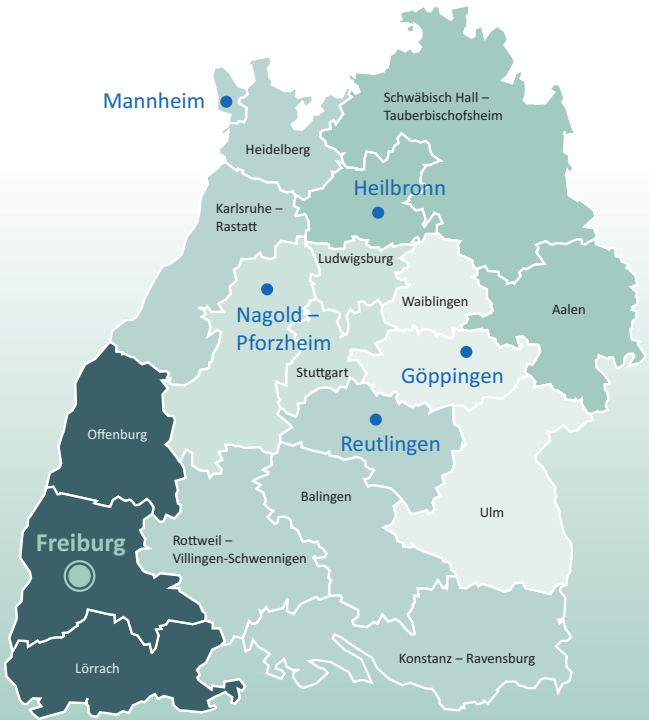 Schwäbisch Hall –
Tauberbischofsheim
Mannheim
Heidelberg
Heilbronn
Karlsruhe –
Rastatt
Ludwigsburg
Waiblingen
Aalen
Nagold –
Pforzheim
Stuttgart
Göppingen
Offenburg
Reutlingen
Balingen
Ulm
Freiburg
Rottweil –
Villingen-Schwennigen
Konstanz – Ravensburg
Lörrach